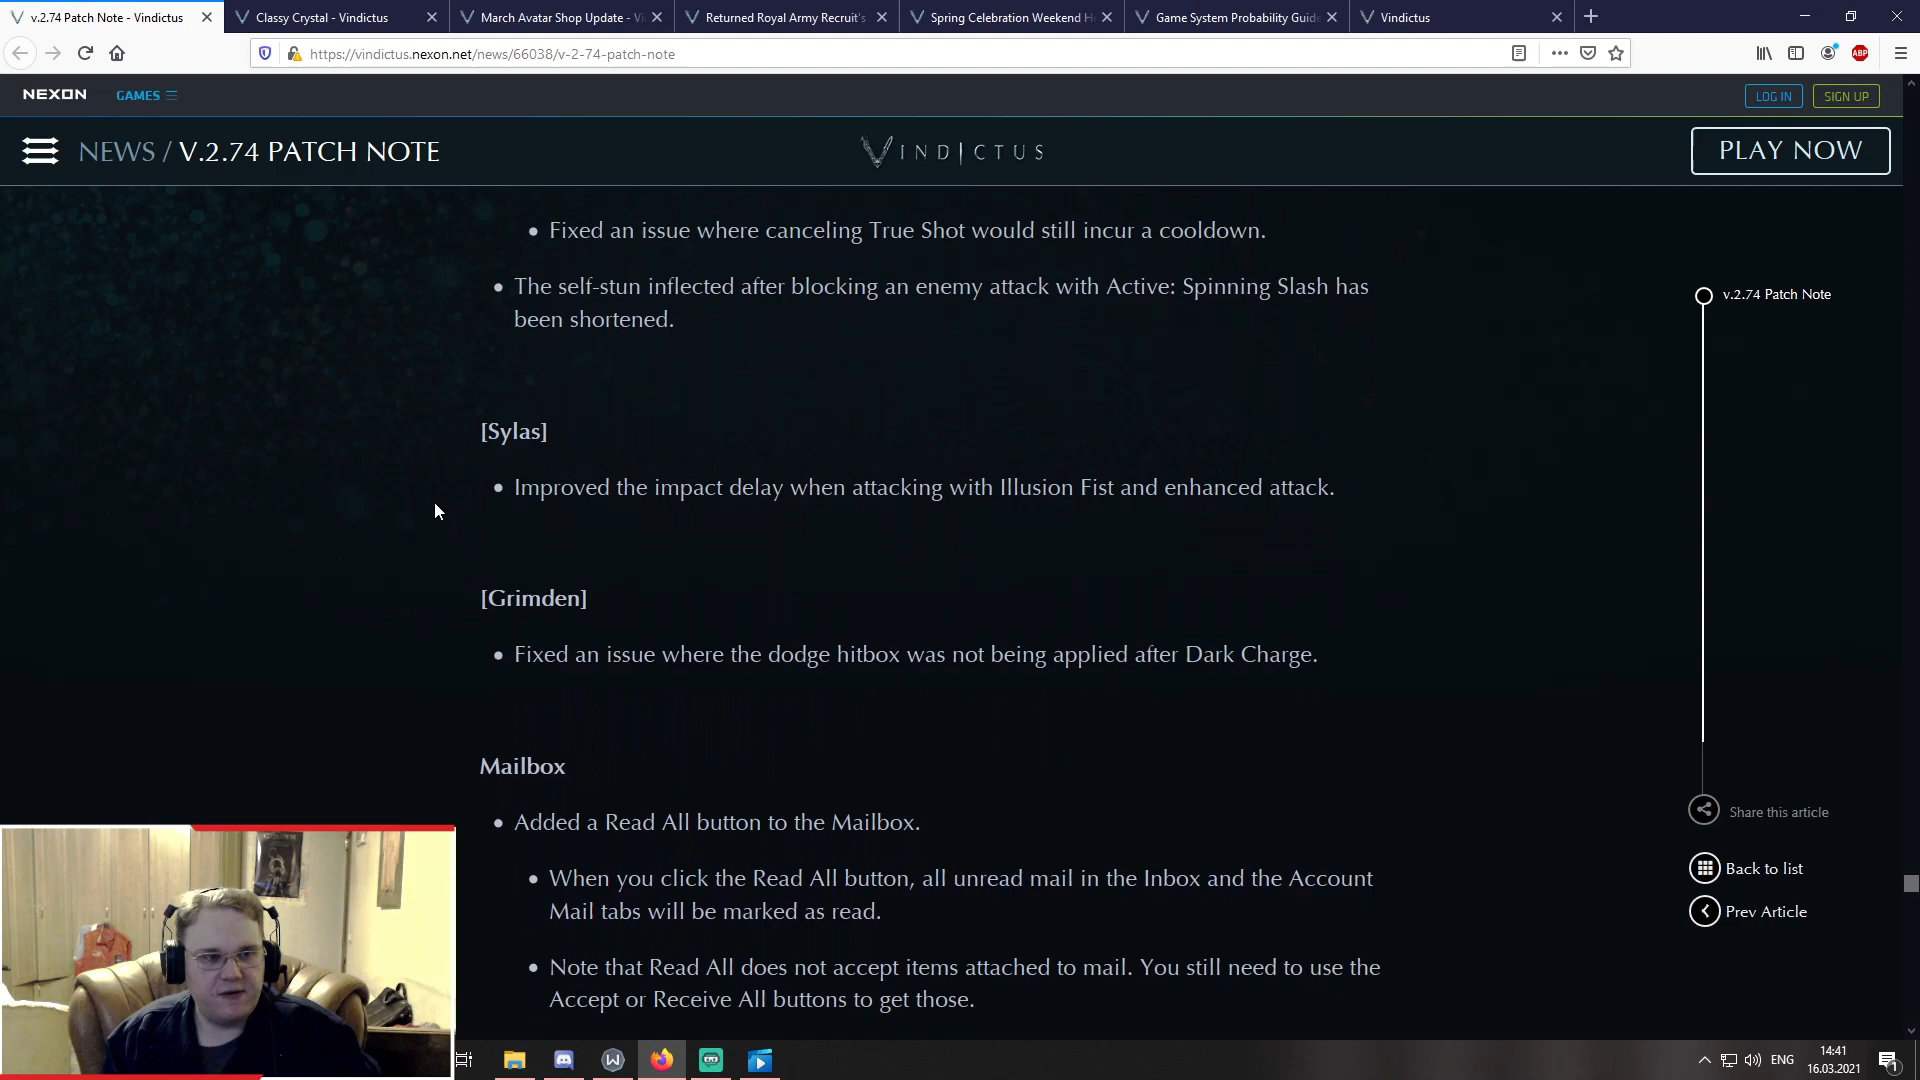 v.2.74 Patch Note - Vindictus
Classy Crystal - Vindictus
March Avatar Shop Update - Vi
Returned Royal Army Recruit's
Spring Celebration Weekend H
Game System Probability Guide
Vindictus
https://vindictus.nexon.net/news/66038/v-2-74-patch-note
ABP
NEXON
GAMES
LOG IN
SIGN UP
NEWS / V.2.74 PATCH NOTE
VINDICTUS
PLAY NOW
• Fixed an issue where canceling True Shot would still incur a cooldown.
• The self-stun inflected after blocking an enemy attack with Active: Spinning Slash has
been shortened.
v.2.74 Patch Note
[Sylas]
• Improved the impact delay when attacking with Illusion Fist and enhanced attack.
[Grimden]
• Fixed an issue where the dodge hitbox was not being applied after Dark Charge.
Mailbox
• Added a Read All button to the Mailbox.
• When you click the Read All button, all unread mail in the Inbox and the Account
Mail tabs will be marked as read.
• Note that Read All does not accept items attached to mail. You still need to use the
Accept or Receive All buttons to get those.
Share this article
Back to list
Prev Article
ENG
14:41
16.03.2021
1